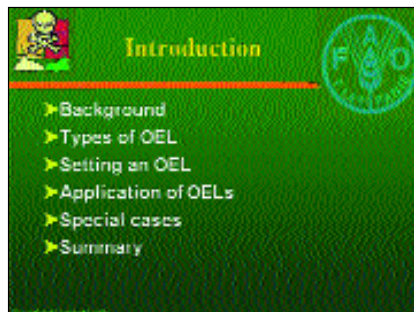 Introduction
F A O
Background
Types of OEL
Setting an OEL
Application of OELs
Special cases
Summary